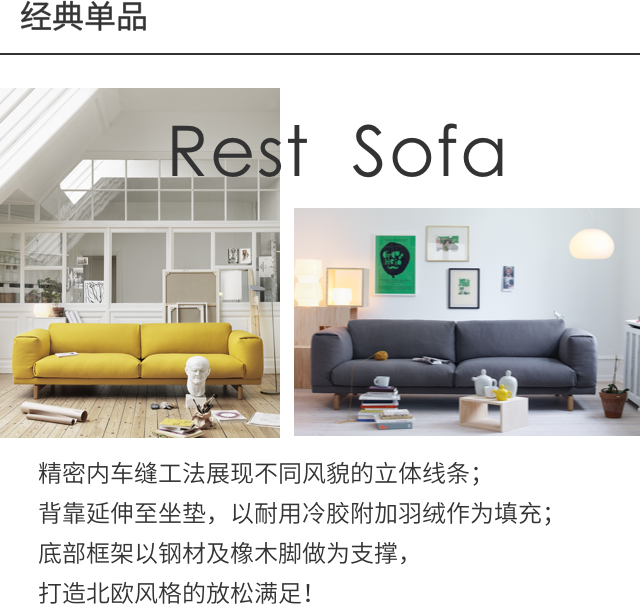 经典单品
Rest Sofa
精密内车缝工法展现不同风貌的立体线条；
背靠延伸至坐垫，以耐用冷胶附加羽绒作为填充；
底部框架以钢材及橡木脚做为支撑，
打造北欧风格的放松满足！